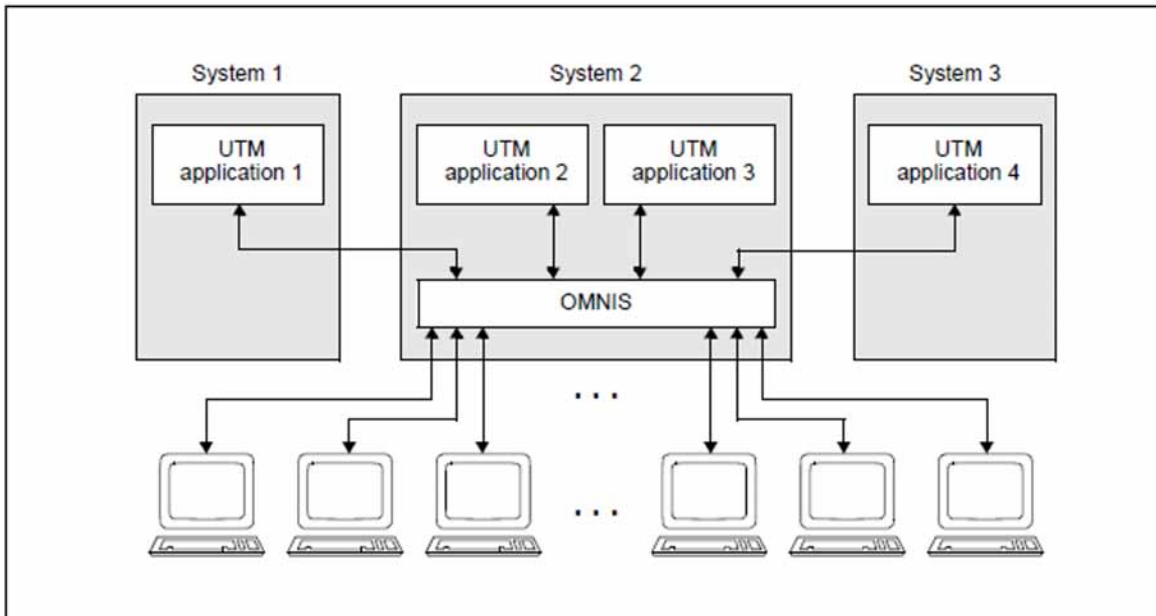 System 1
System 2
System 3
UTM
application 1
UTM
application 2
UTM
application 3
UTM
application 4
OMNIS
. . .
. . .